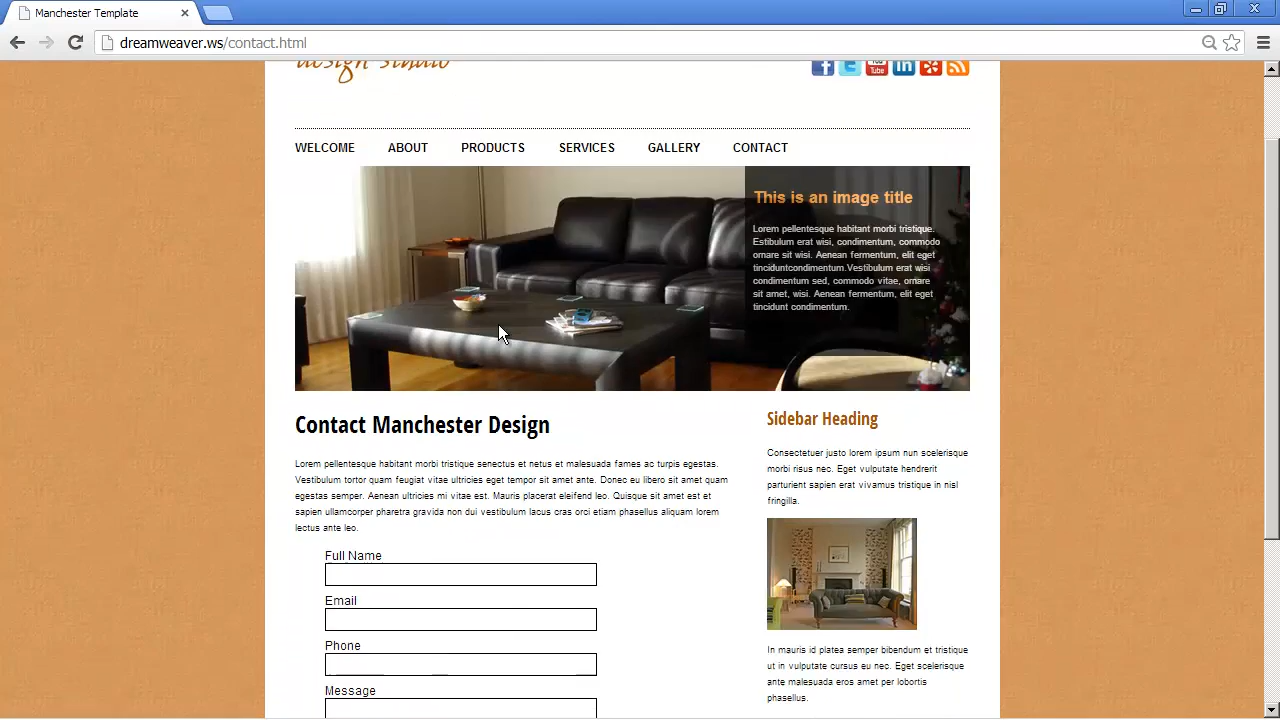 Manchester Template
dreamweaver.ws/contact.html
design studio
You
Tube
in
WELCOME ABOUT PRODUCTS SERVICES GALLERY CONTACT
This is an image title
Lorem pellentesque habitant morbi tristique.
Estibulum erat wisi, condimentum, commodo
ornare sit wisi. Aenean fermentum, elit eget
tinciduntcondimentum.Vestibulum erat wisi
condimentum sed, commodo vitae, ornare
sit amet, wisi. Aenean fermentum, elit eget
tincidunt condimentum.
Contact Manchester Design
Lorem pellentesque habitant morbi tristique senectus et netus et malesuada fames ac turpis egestas.
Vestibulum tortor quam feugiat vitae ultricies eget tempor sit amet ante. Donec eu libero sit amet quam
egestas semper. Aenean ultricies mi vitae est. Mauris placerat eleifend leo. Quisque sit amet est et
sapien ullamcorper pharetra gravida non dui vestibulum lacus cras orci etiam phasellus aliquam lorem
lectus ante leo.
Full Name
Email
Phone
Message
Sidebar Heading
Consectetuer justo lorem ipsum nun scelerisque
morbi risus nec. Eget vulputate hendrerit
parturient sapien erat vivamus tristique in nisl
fringilla.
In mauris id platea semper bibendum et tristique
ut in vulputate cursus eu nec. Eget scelerisque
ante malesuada eros amet per lobortis
phasellus.